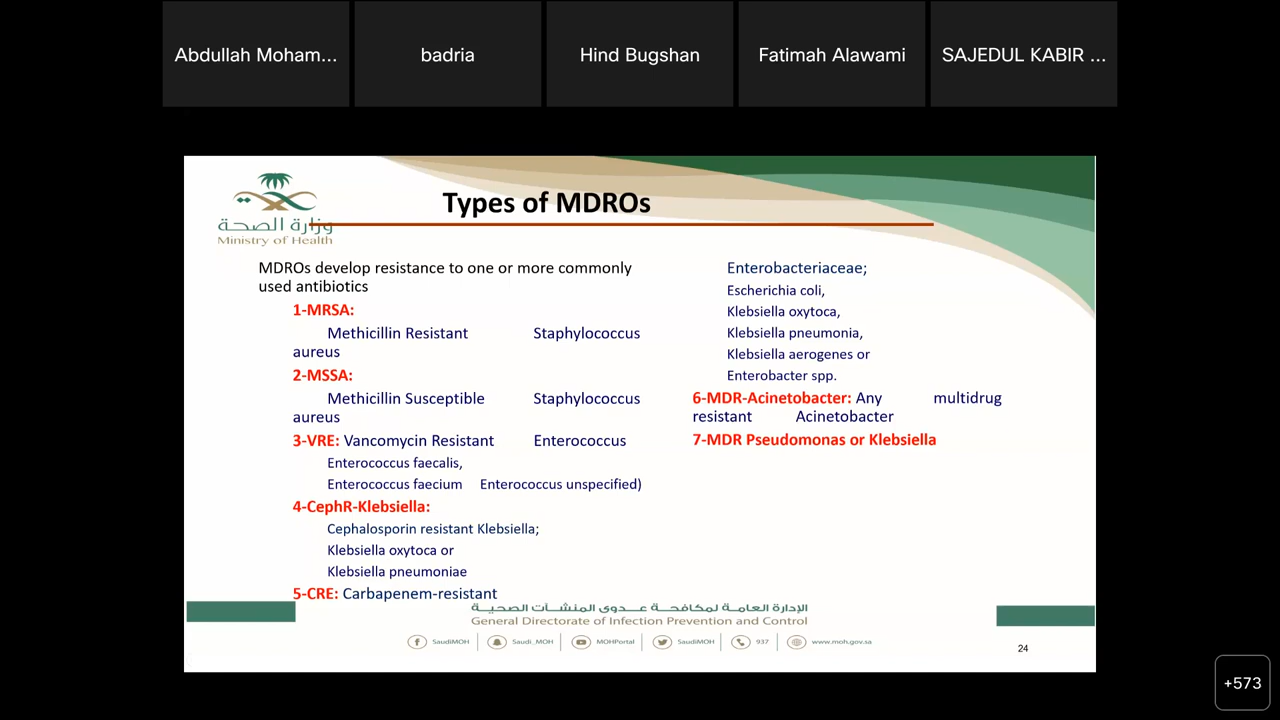 Abdullah Moham...
badria
Hind Bugshan
Fatimah Alawami
SAJEDUL KABIR ...
وزارة الصحة
Ministry of Health
Types of MDROs
MDROs develop resistance to one or more commonly
used antibiotics
1-MRSA:
Methicillin Resistant Staphylococcus
aureus
2-MSSA:
Methicillin Susceptible Staphylococcus
aureus
3-VRE: Vancomycin Resistant Enterococcus
Enterococcus faecalis,
Enterococcus faecium Enterococcus unspecified)
4-CephR-Klebsiella:
Cephalosporin resistant Klebsiella;
Klebsiella oxytoca or
Klebsiella pneumoniae
5-CRE: Carbapenem-resistant
Enterobacteriaceae;
Escherichia coli,
Klebsiella oxytoca,
Klebsiella pneumonia,
Klebsiella aerogenes or
Enterobacter spp.
6-MDR-Acinetobacter: Any multidrug
resistant Acinetobacter
7-MDR Pseudomonas or Klebsiella
الإدارة العامة لمكافحة عدوى المنشآت الصحية
General Directorate of Infection Prevention and Control
SaudiMOH
Saudi_MOH
MOHPortal
SaudiMOH
937
www.moh.gov.sa
24
+573